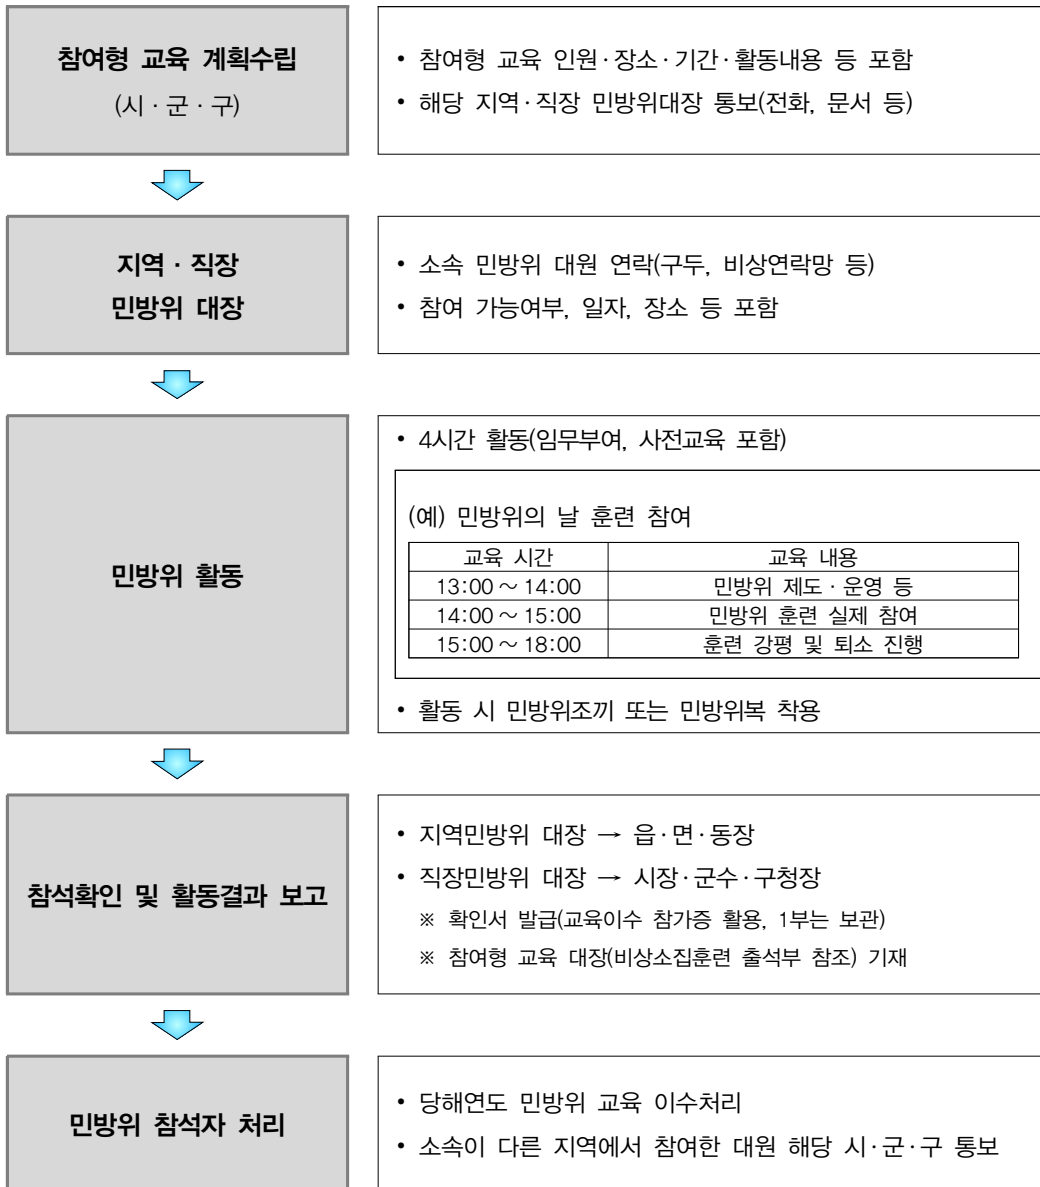 참여형 교육 계획수립
(시 · 군 · 구)
• 참여형 교육 인원·장소·기간·활동내용 등 포함
• 해당 지역·직장 민방위대장 통보(전화, 문서 등)
지역 · 직장
민방위 대장
• 소속 민방위 대원 연락(구두, 비상연락망 등)
• 참여 가능여부, 일자, 장소 등 포함
민방위 활동
• 4시간 활동(임무부여, 사전교육 포함)
(예) 민방위의 날 훈련 참여
교육 시간 교육 내용
13:00 ~ 14:00 민방위 제도 · 운영 등
14:00 ~ 15:00 민방위 훈련 실제 참여
15:00 ~ 18:00 훈련 강평 및 퇴소 진행
• 활동 시 민방위조끼 또는 민방위복 착용
참석확인 및 활동결과 보고
• 지역민방위 대장 → 읍·면·동장
• 직장민방위 대장 → 시장·군수·구청장
※ 확인서 발급(교육이수 참가증 활용, 1부는 보관)
※ 참여형 교육 대장(비상소집훈련 출석부 참조) 기재
민방위 참석자 처리
• 당해연도 민방위 교육 이수처리
• 소속이 다른 지역에서 참여한 대원 해당 시·군·구 통보